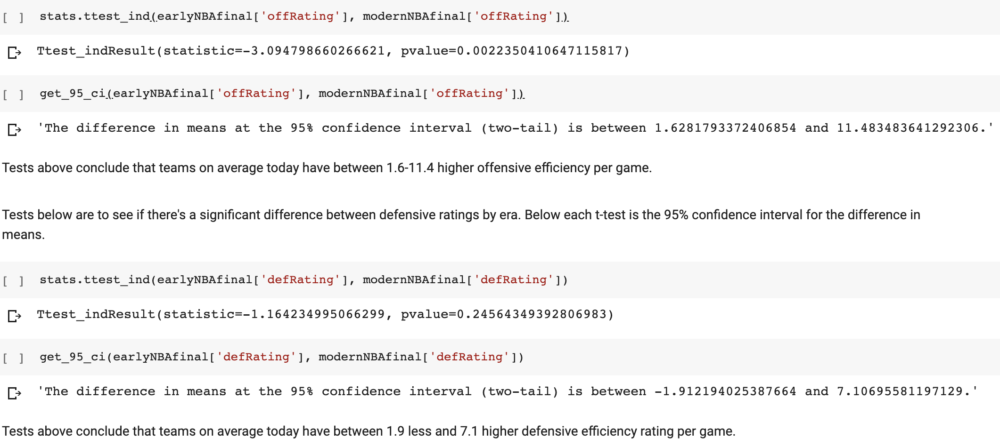 [ ] stats.ttest_ind(earlyNBAfinal['offRating'], modernNBAfinal['offRating'])
Ttest_indResult(statistic=-3.094798660266621, pvalue=0.0022350410647115817)
[ ] get_95_ci(earlyNBAfinal['offRating'], modernNBAfinal['offRating'])
'The difference in means at the 95% confidence interval (two-tail) is between 1.6281793372406854 and 11.483483641292306.'
Tests above conclude that teams on average today have between 1.6-11.4 higher offensive efficiency per game.
Tests below are to see if there's a significant difference between defensive ratings by era. Below each t-test is the 95% confidence interval for the difference in
means.
[ ] stats.ttest_ind(earlyNBAfinal['defRating'], modernNBAfinal['defRating'])
Ttest_indResult(statistic=-1.164234995066299, pvalue=0.24564349392806983)
[ ] get_95_ci(earlyNBAfinal['defRating'], modernNBAfinal['defRating'])
'The difference in means at the 95% confidence interval (two-tail) is between -1.912194025387664 and 7.10695581197129.'
Tests above conclude that teams on average today have between 1.9 less and 7.1 higher defensive efficiency rating per game.